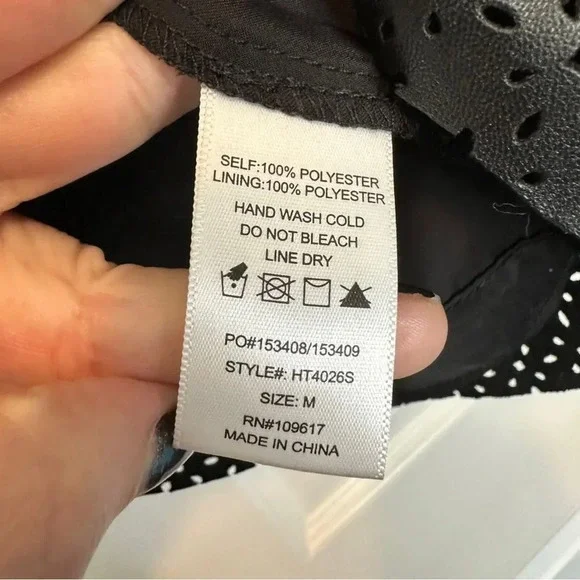 SELF:100% POLYESTER
LINING:100% POLYESTER
HAND WASH COLD
DO NOT BLEACH
LINE DRY
PO#153408/153409
STYLE#: HT4026S
SIZE: M
RN#109617
MADE IN CHINA